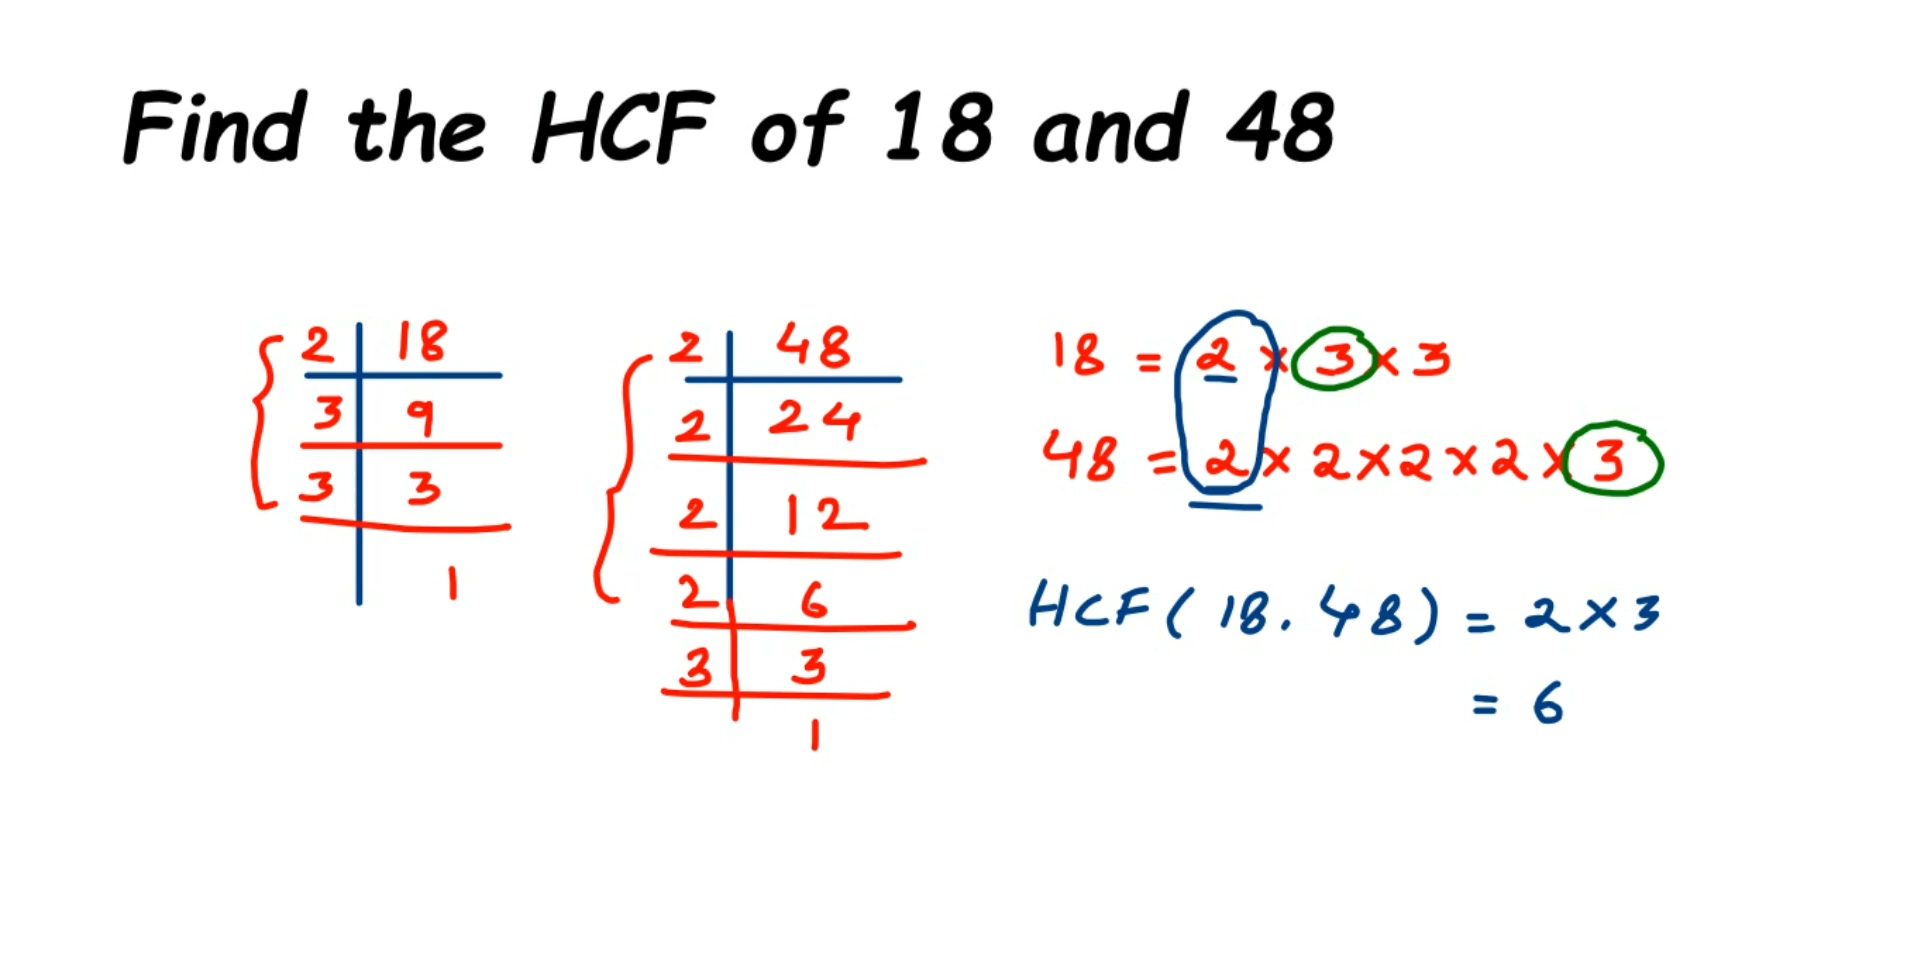 Find the HCF of 18 and 48
2 18
3 9
3 3
1
2 48
2 24
2 12
2 6
3 3
1
18 = 2 × 3 × 3
48 = 2 × 2 × 2 × 2 × 3
HCF ( 18 . 48 ) = 2 × 3
= 6